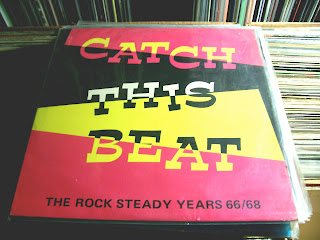 CATCH
THIS
BEAT
THE ROCK STEADY YEARS 66/68